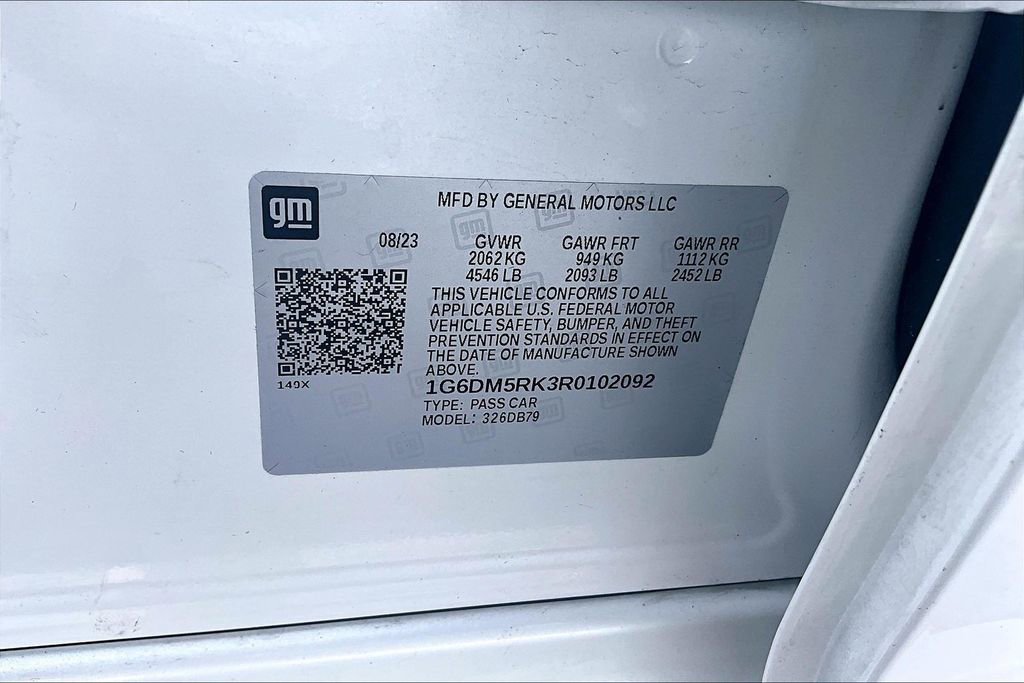 gm
MFD BY GENERAL MOTORS LLC
08/23 GVWR GAWR FRT GAWR RR
2062 KG 949 KG 1112 KG
4546 LB 2093 LB 2452 LB
THIS VEHICLE CONFORMS TO ALL
APPLICABLE U.S. FEDERAL MOTOR
VEHICLE SAFETY, BUMPER, AND THEFT
PREVENTION STANDARDS IN EFFECT ON
THE DATE OF MANUFACTURE SHOWN
ABOVE.
149X
1G6DM5RK3R0102092
TYPE: PASS CAR
MODEL: 326DB79